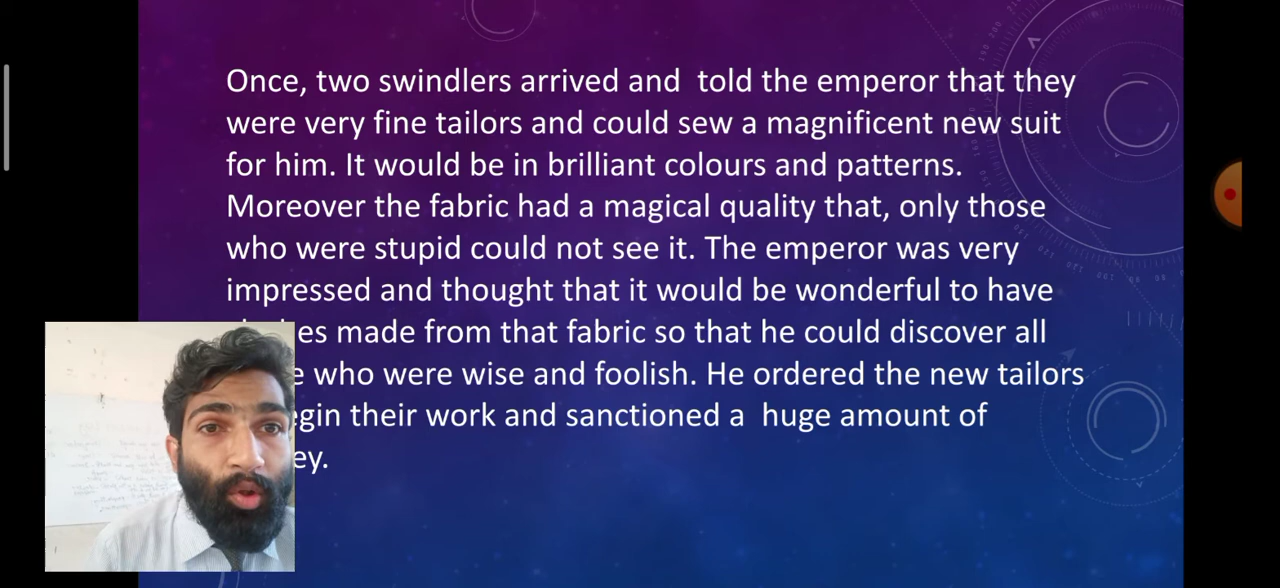 Once, two swindlers arrived and told the emperor that they
were very fine tailors and could sew a magnificent new suit
for him. It would be in brilliant colours and patterns.
Moreover the fabric had a magical quality that, only those
who were stupid could not see it. The emperor was very
impressed and thought that it would be wonderful to have
made from that fabric so that he could discover all
who were wise and foolish. He ordered the new tailors
their work and sanctioned a huge amount of